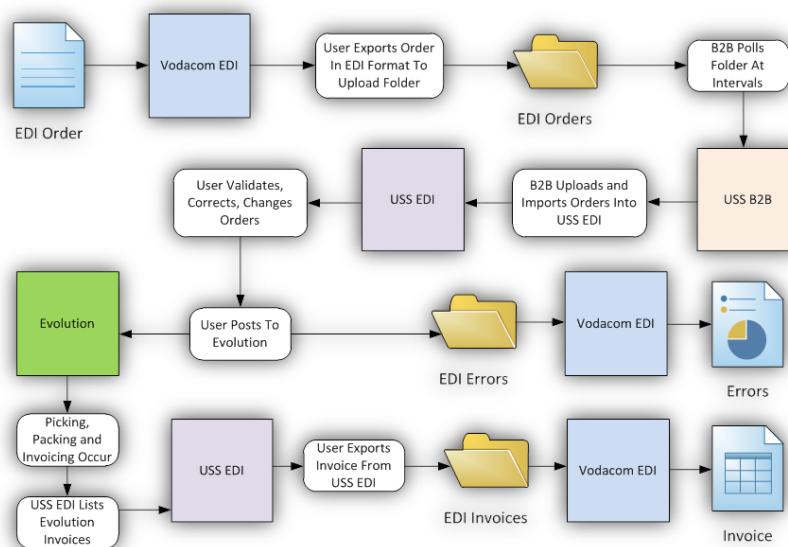 EDI Order
Vodacom EDI
User Exports Order
In EDI Format To
Upload Folder
EDI Orders
B2B Polls
Folder At
Intervals
USS B2B
B2B Uploads and
Imports Orders Into
USS EDI
USS EDI
User Validates,
Corrects, Changes
Orders
User Posts To
Evolution
Evolution
EDI Errors
Vodacom EDI
Errors
Picking,
Packing and
Invoicing Occur
USS EDI Lists
Evolution
Invoices
USS EDI
User Exports
Invoice From
USS EDI
EDI Invoices
Vodacom EDI
Invoice